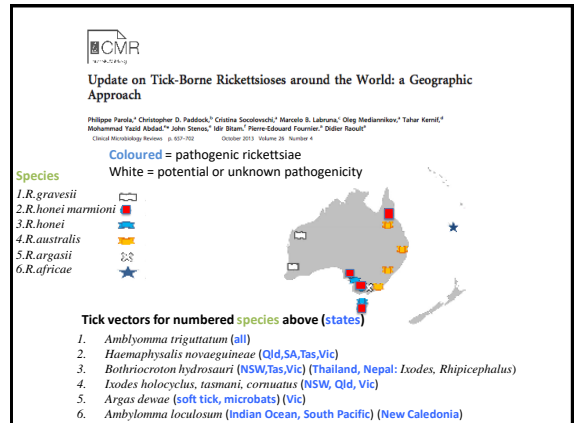 CMR
Update on Tick-Borne Rickettsioses around the World: a Geographic
Approach
Philippe Parola,ᵃ Christopher D. Paddock,ᵇ Cristina Socolovschi,ᵃ Marcelo B. Labruna,ᶜ Oleg Mediannikov,ᵃ Tahar Kernif,ᵈ
Mohammad Yazid Abdad,ᵉ* John Stenos,ᵉ Idir Bitam,ᶠ Pierre-Edouard Fournier,ᵃ Didier Raoultᵃ
Clinical Microbiology Reviews p. 657–702 October 2013 Volume 26 Number 4
Coloured = pathogenic rickettsiae
White = potential or unknown pathogenicity
Species
1.R.gravesii
2.R.honei marmioni
3.R.honei
4.R.australis
5.R.argasii
6.R.africae
Tick vectors for numbered species above (states)
1. Amblyomma triguttatum (all)
2. Haemaphysalis novaeguineae (Qld,SA,Tas,Vic)
3. Bothriocroton hydrosauri (NSW,Tas,Vic) (Thailand, Nepal: Ixodes, Rhipicephalus)
4. Ixodes holocyclus, tasmani, cornuatus (NSW, Qld, Vic)
5. Argas dewae (soft tick, microbats) (Vic)
6. Ambylomma loculosum (Indian Ocean, South Pacific) (New Caledonia)